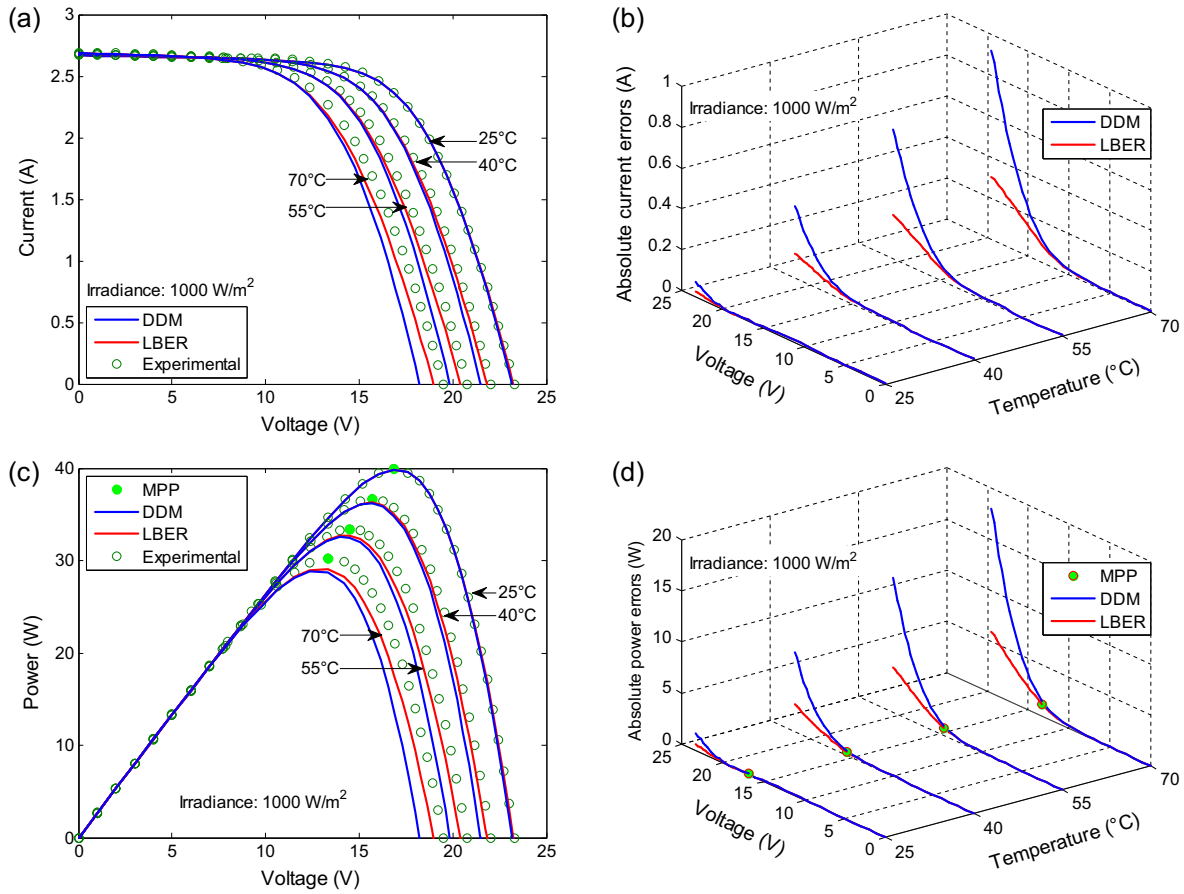 (a)
3
2.5
2
1.5
1
0.5
0
Current (A)
25°C
40°C
70°C
55°C
Irradiance: 1000 W/m²
DDM
LBER
Experimental
0 5 10 15 20 25
Voltage (V)
(b)
1
0.8
0.6
0.4
0.2
0
Absolute current errors (A)
Irradiance: 1000 W/m²
DDM
LBER
25 20 15 10 5 0
Voltage (V)
25 40 55 70
Temperature (°C)
(c)
40
30
20
10
0
Power (W)
MPP
DDM
LBER
Experimental
25°C
40°C
70°C
55°C
Irradiance: 1000 W/m²
0 5 10 15 20 25
Voltage (V)
(d)
20
15
10
5
0
Absolute power errors (W)
Irradiance: 1000 W/m²
MPP
DDM
LBER
25 20 15 10 5 0
Voltage (V)
25 40 55 70
Temperature (°C)